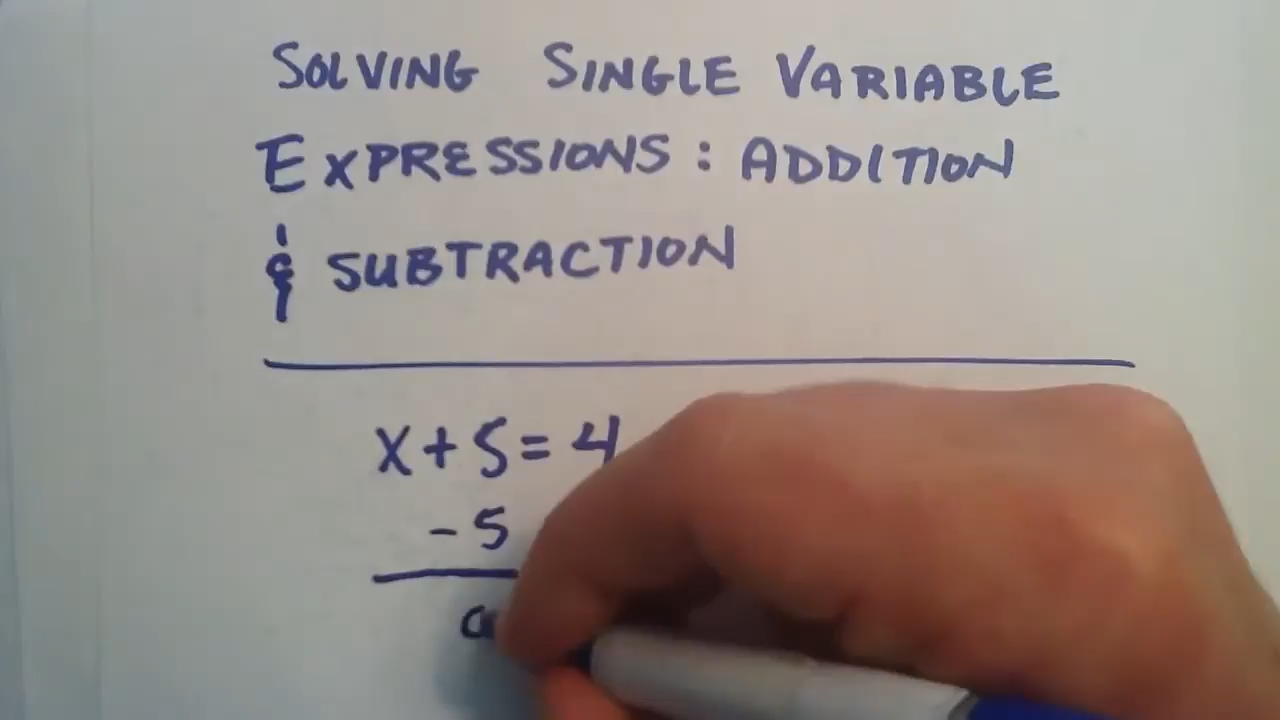 SOLVING SINGLE VARIABLE
EXPRESSIONS: ADDITION
& SUBTRACTION
x+5=4
-5